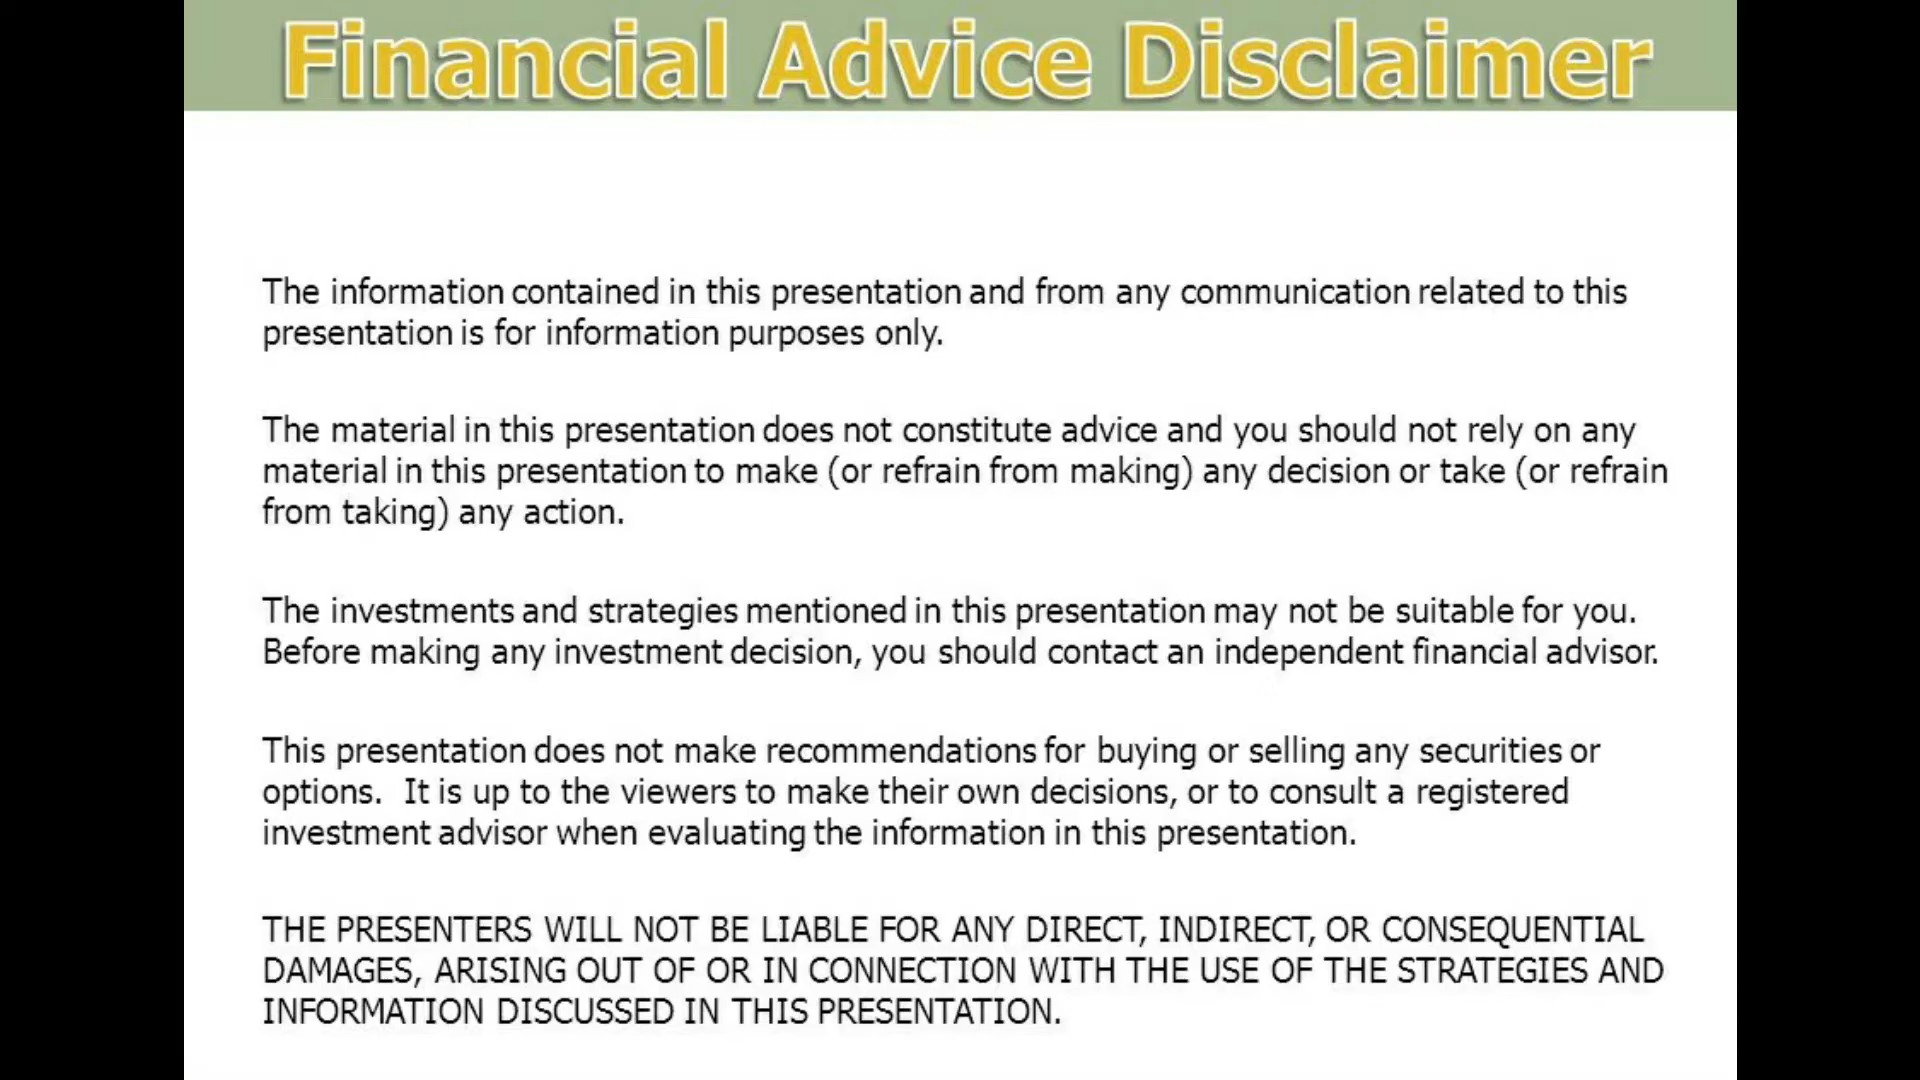 Financial Advice Disclaimer
The information contained in this presentation and from any communication related to this
presentation is for information purposes only.
The material in this presentation does not constitute advice and you should not rely on any
material in this presentation to make (or refrain from making) any decision or take (or refrain
from taking) any action.
The investments and strategies mentioned in this presentation may not be suitable for you.
Before making any investment decision, you should contact an independent financial advisor.
This presentation does not make recommendations for buying or selling any securities or
options.  It is up to the viewers to make their own decisions, or to consult a registered
investment advisor when evaluating the information in this presentation.
THE PRESENTERS WILL NOT BE LIABLE FOR ANY DIRECT, INDIRECT, OR CONSEQUENTIAL
DAMAGES, ARISING OUT OF OR IN CONNECTION WITH THE USE OF THE STRATEGIES AND
INFORMATION DISCUSSED IN THIS PRESENTATION.